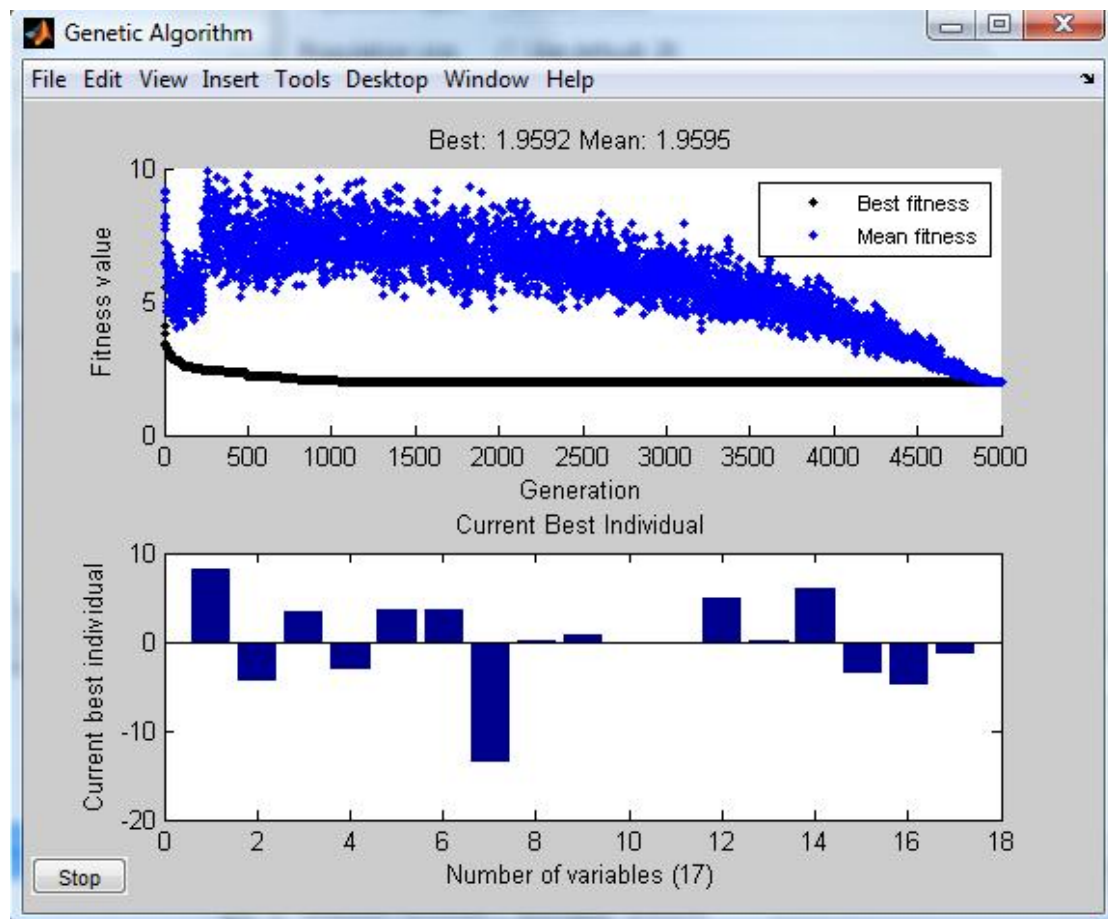 Genetic Algorithm
File Edit View Insert Tools Desktop Window Help
Best: 1.9592 Mean: 1.9595
10
5
0
Fitness value
Best fitness
Mean fitness
0 500 1000 1500 2000 2500 3000 3500 4000 4500 5000
Generation
Current Best Individual
10
0
-10
-20
Current best individual
0 2 4 6 8 10 12 14 16 18
Number of variables (17)
Stop